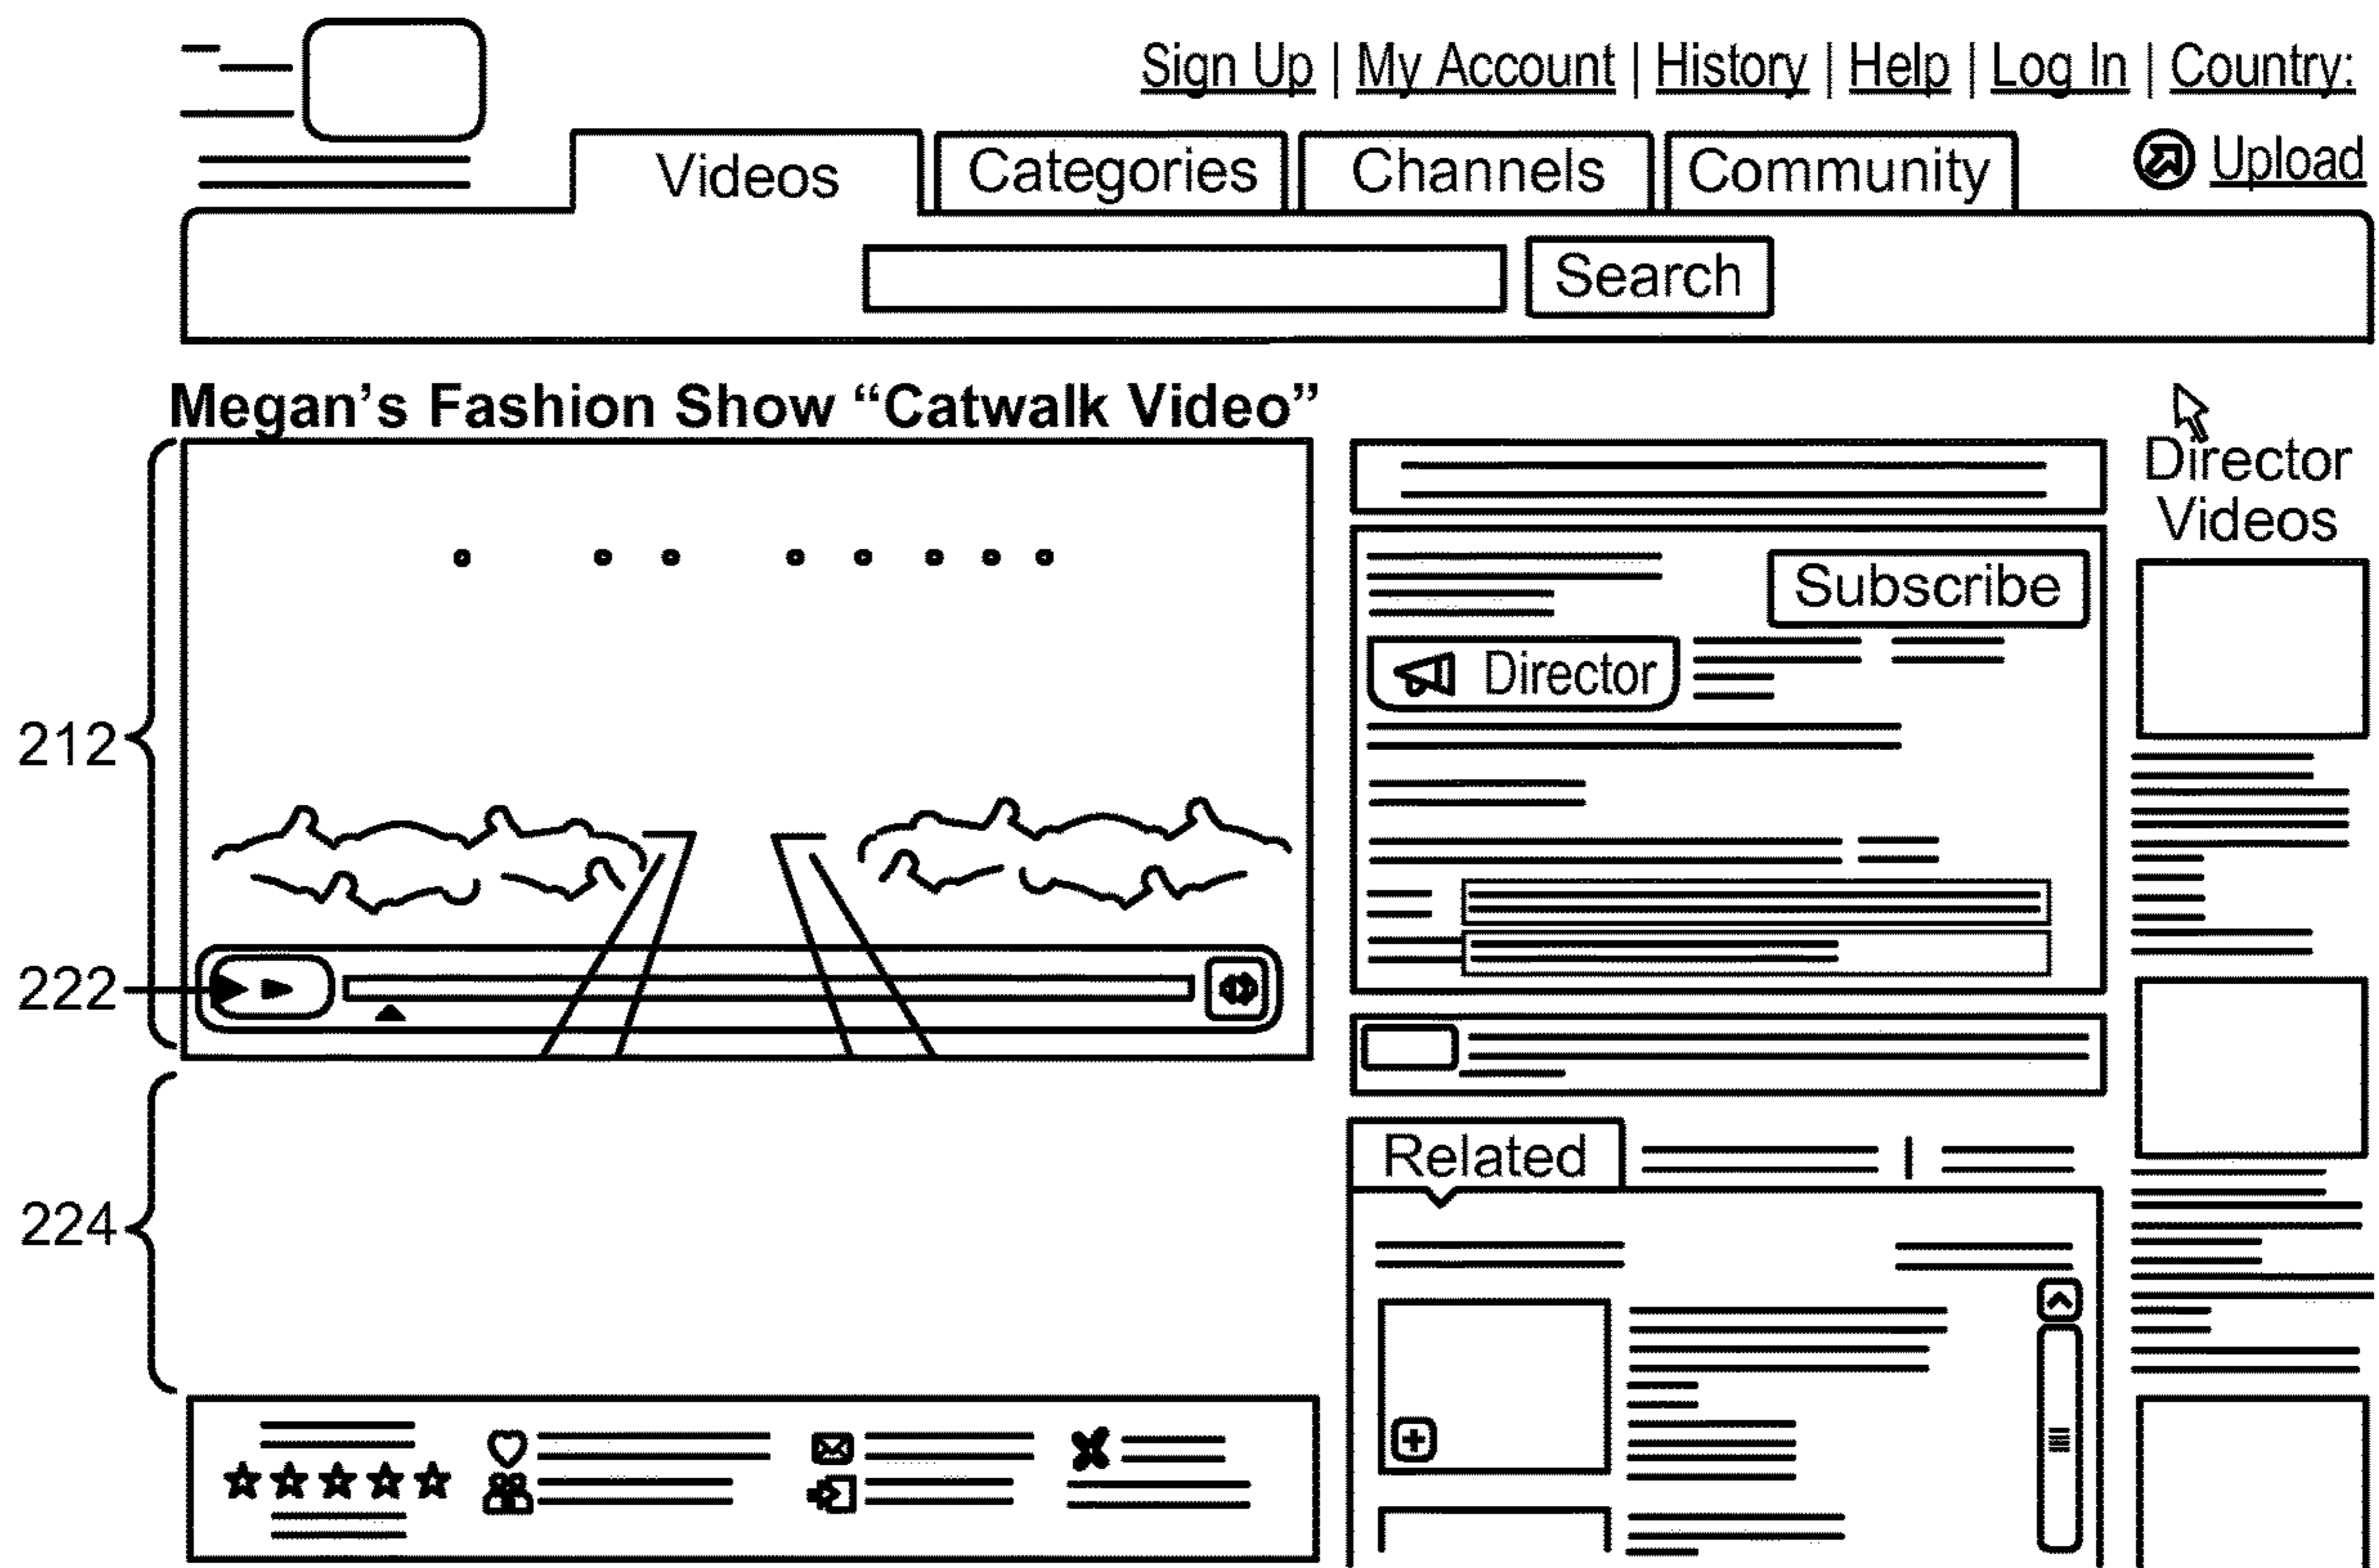 Sign Up | My Account | History | Help | Log In | Country:
Videos
Categories
Channels
Community
Upload
Search
Megan’s Fashion Show “Catwalk Video”
Director
Videos
Subscribe
Director
212
222
224
Related